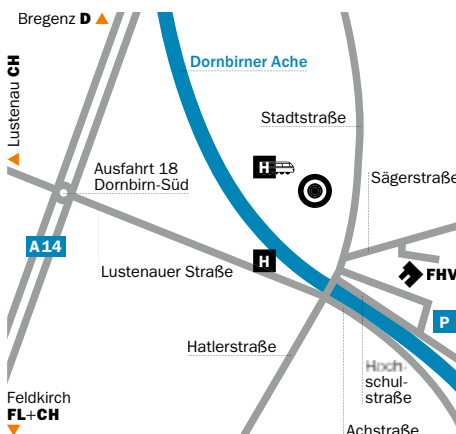 Bregenz D
Lustenau CH
Dornbirner Ache
Stadtstraße
H
Ausfahrt 18
Dornbirn-Süd
Sägerstraße
A14
H
Lustenauer Straße
FHV
P
Hatlerstraße
Hoch-
schul-
straße
Feldkirch
FL+CH
Achstraße